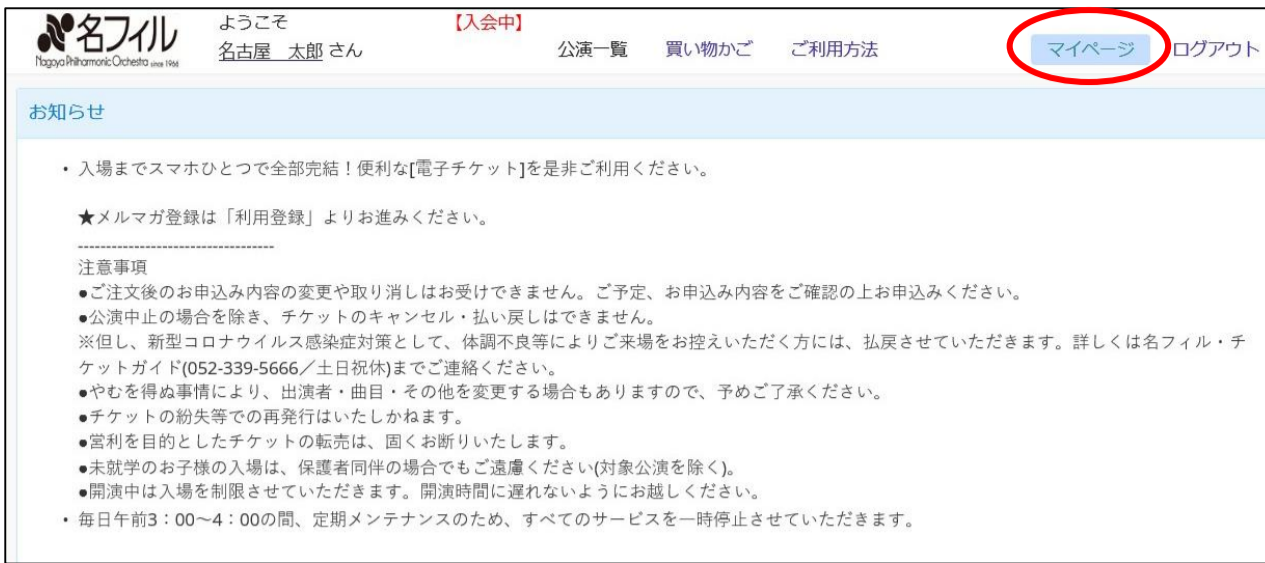 名フィル
Nagoya Philharmonic Orchestra since 1966
ようこそ
名古屋　太郎 さん
【入会中】
公演一覧 買い物かご ご利用方法 マイページ ログアウト
お知らせ
・ 入場までスマホひとつで全部完結！便利な[電子チケット]を是非ご利用ください。
★メルマガ登録は「利用登録」よりお進みください。
-----------------------------------
注意事項
●ご注文後のお申込み内容の変更や取り消しはお受けできません。ご予定、お申込み内容をご確認の上お申込みください。
●公演中止の場合を除き、チケットのキャンセル・払い戻しはできません。
※但し、新型コロナウイルス感染症対策として、体調不良等によりご来場をお控えいただく方には、払戻させていただきます。詳しくは名フィル・チ
ケットガイド(052-339-5666／土日祝休)までご連絡ください。
●やむを得ぬ事情により、出演者・曲目・その他を変更する場合もありますので、予めご了承ください。
●チケットの紛失等での再発行はいたしかねます。
●営利を目的としたチケットの転売は、固くお断りいたします。
●未就学のお子様の入場は、保護者同伴の場合でもご遠慮ください(対象公演を除く)。
●開演中は入場を制限させていただきます。開演時間に遅れないようにお越しください。
・ 毎日午前3：00〜4：00の間、定期メンテナンスのため、すべてのサービスを一時停止させていただきます。